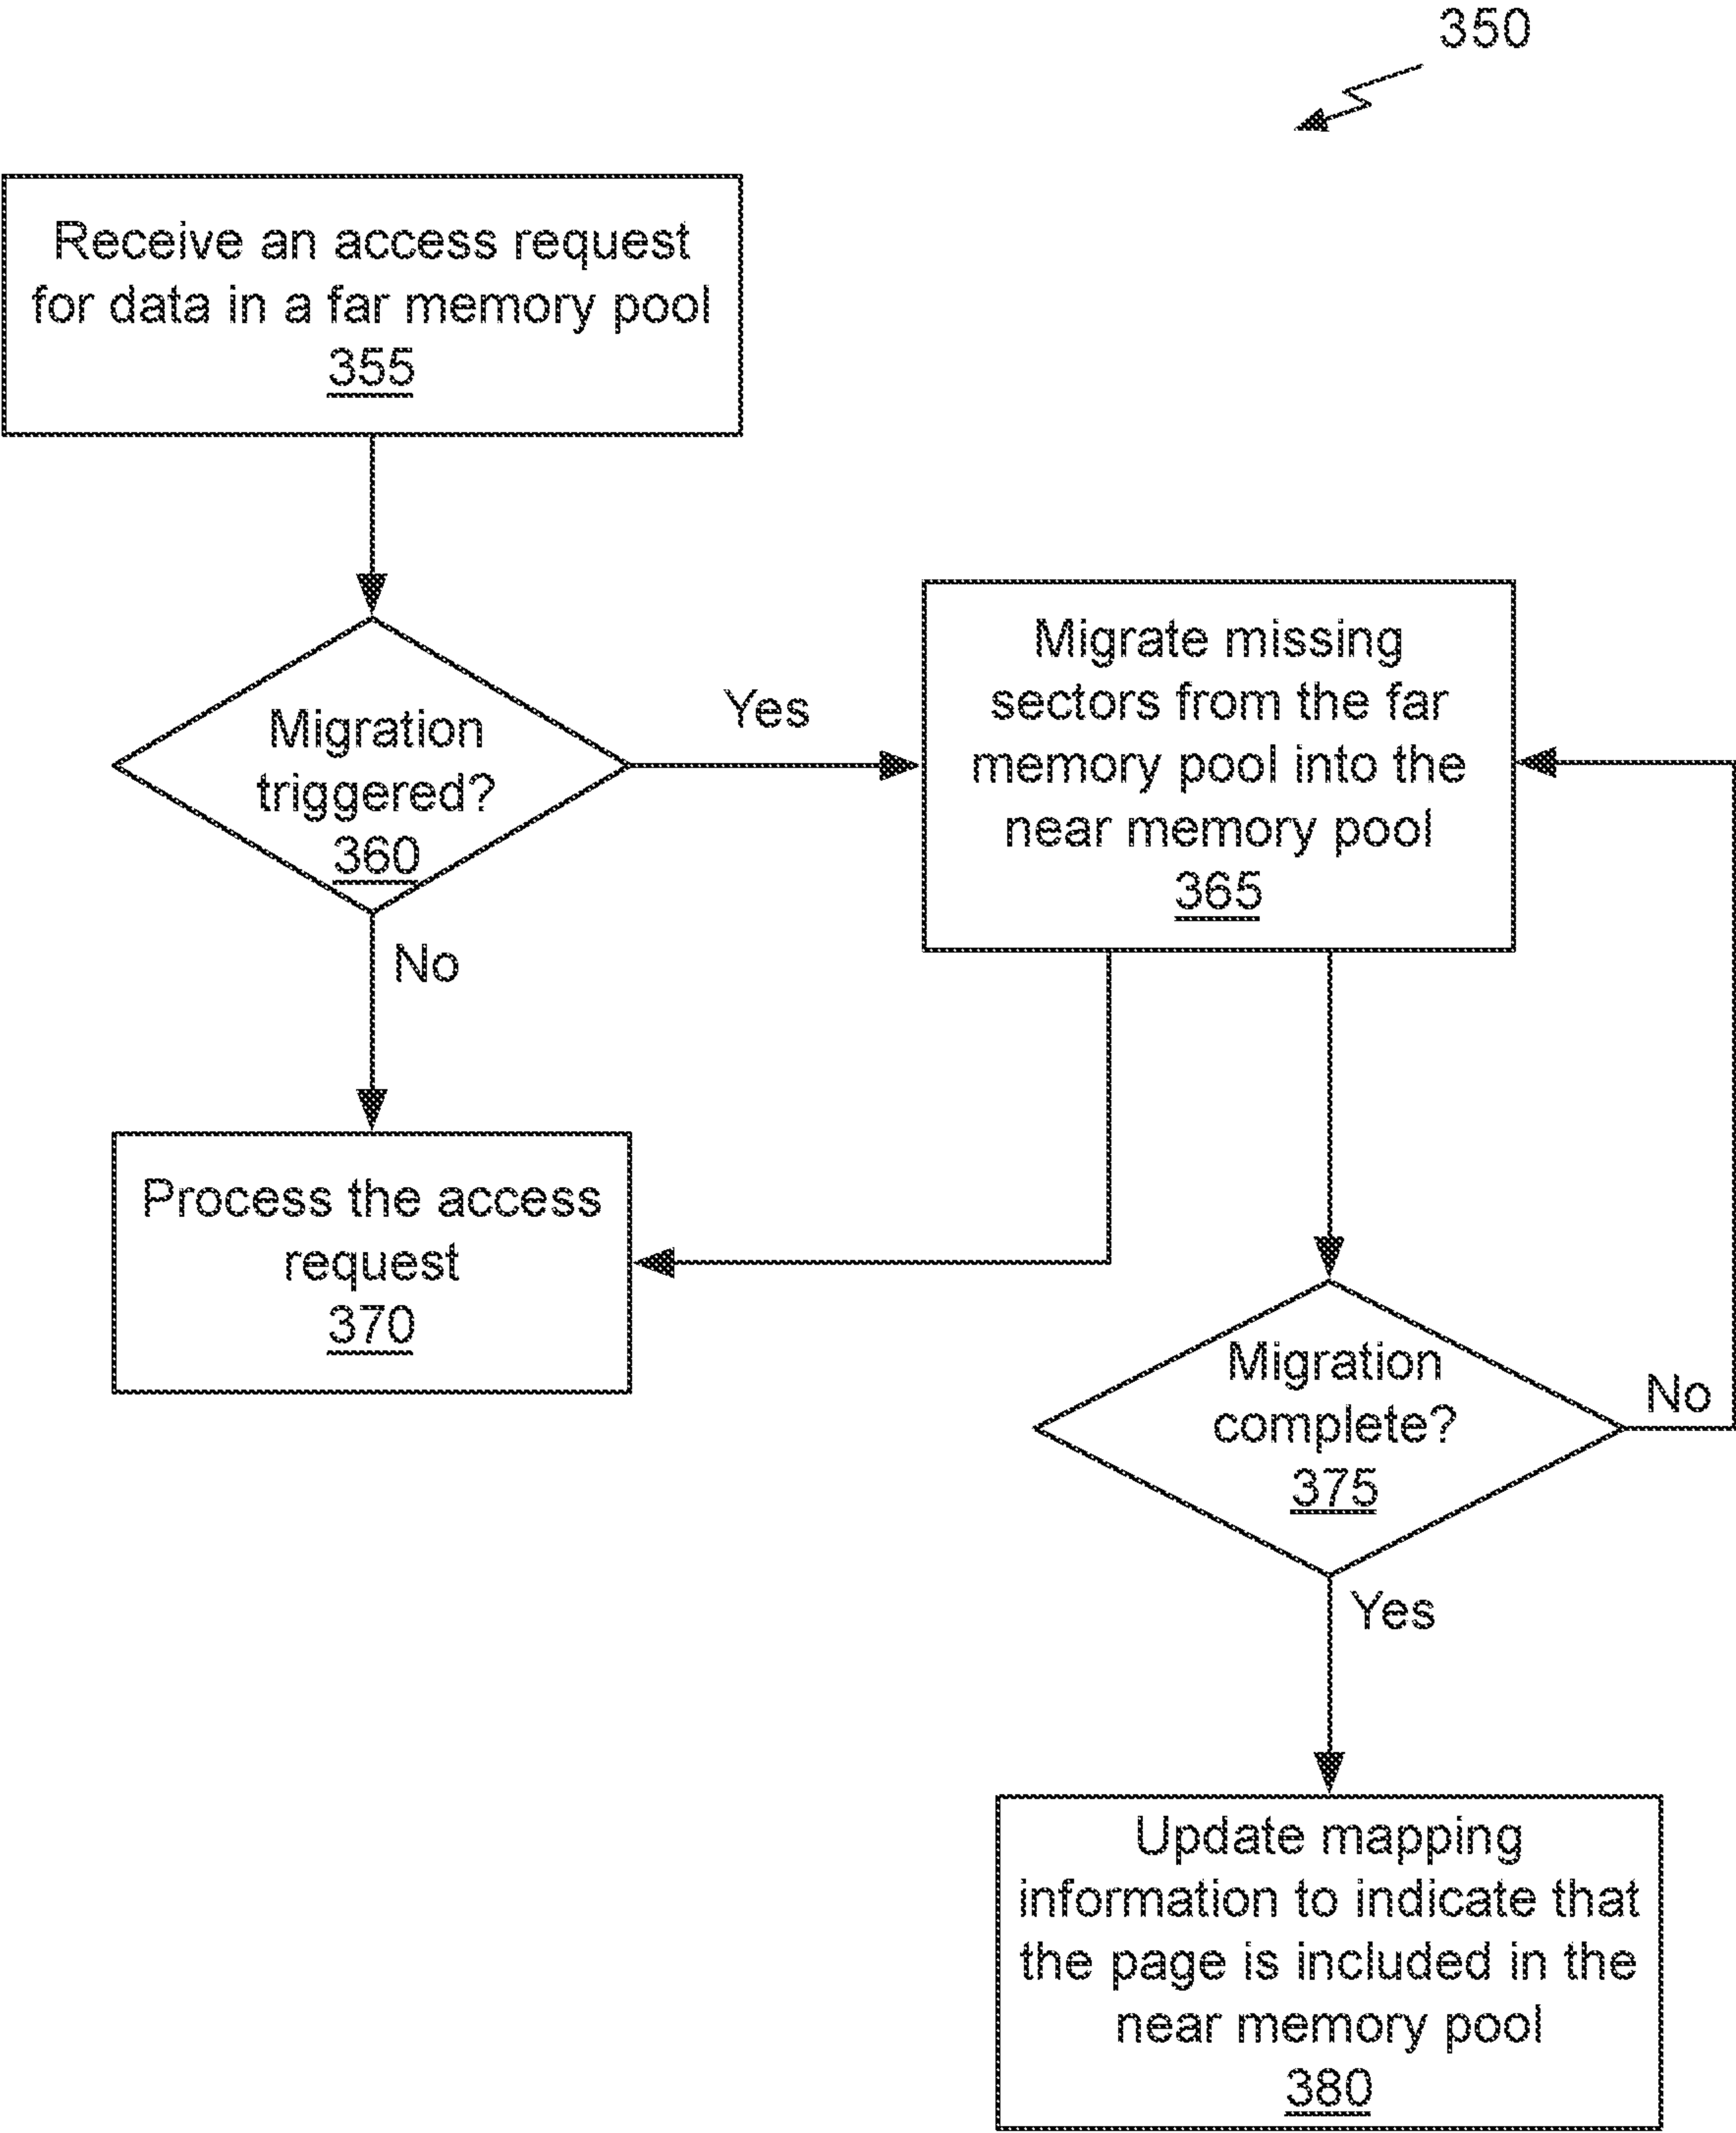 350
Receive an access request
for data in a far memory pool
355
Migration
triggered?
360
Yes
No
Migrate missing
sectors from the far
memory pool into the
near memory pool
365
Process the access
request
370
Migration
complete?
375
No
Yes
Update mapping
information to indicate that
the page is included in the
near memory pool
380